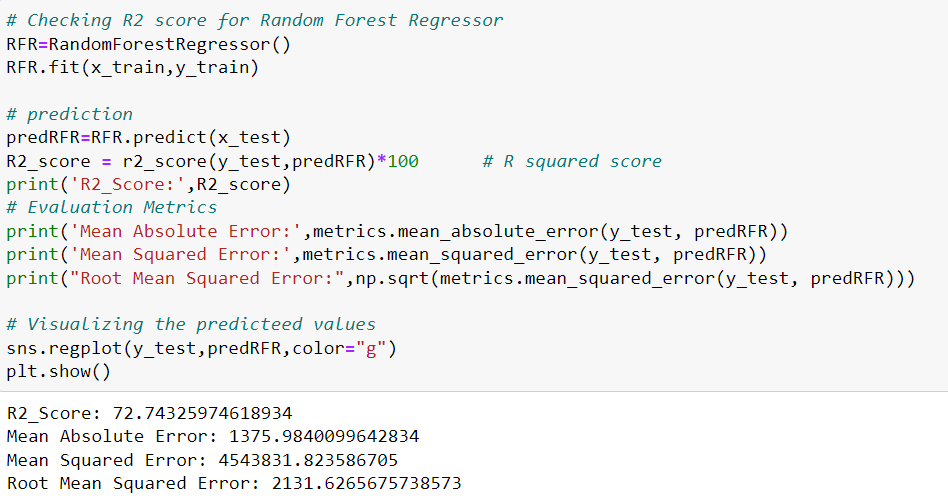 # Checking R2 score for Random Forest Regressor
RFR=RandomForestRegressor()
RFR.fit(x_train,y_train)
# prediction
predRFR=RFR.predict(x_test)
R2_score = r2_score(y_test,predRFR)*100      # R squared score
print('R2_Score:',R2_score)
# Evaluation Metrics
print('Mean Absolute Error:',metrics.mean_absolute_error(y_test, predRFR))
print('Mean Squared Error:',metrics.mean_squared_error(y_test, predRFR))
print("Root Mean Squared Error:",np.sqrt(metrics.mean_squared_error(y_test, predRFR)))
# Visualizing the predicteed values
sns.regplot(y_test,predRFR,color="g")
plt.show()
R2_Score: 72.74325974618934
Mean Absolute Error: 1375.9840099642834
Mean Squared Error: 4543831.823586705
Root Mean Squared Error: 2131.6265675738573